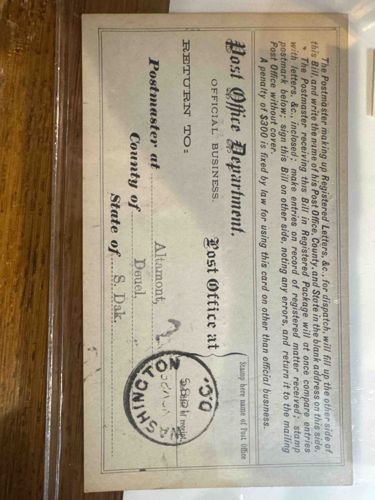 The Postmaster making up Registered Letters, &c., for dispatch, will fill up the other side of
this Bill, and write the name of his Post Office, County, and State in the blank address on this side.
The Postmaster receiving this Bill in Registered Package will at once compare entries
with letters, &c., inclosed; make entries on record of registered matter received; stamp
postmark below; sign this Bill on other side, noting any errors, and return it to the mailing
Post Office without cover.
A penalty of $300 is fixed by law for using this card on other than official business.
Post Office Department.
OFFICIAL BUSINESS.
Post Office at
Stamp here name of Post Office
RETURN TO:
Postmaster at Altamont,
County of Deuel,
State of S. Dak.
WASHINGTON
D.C.